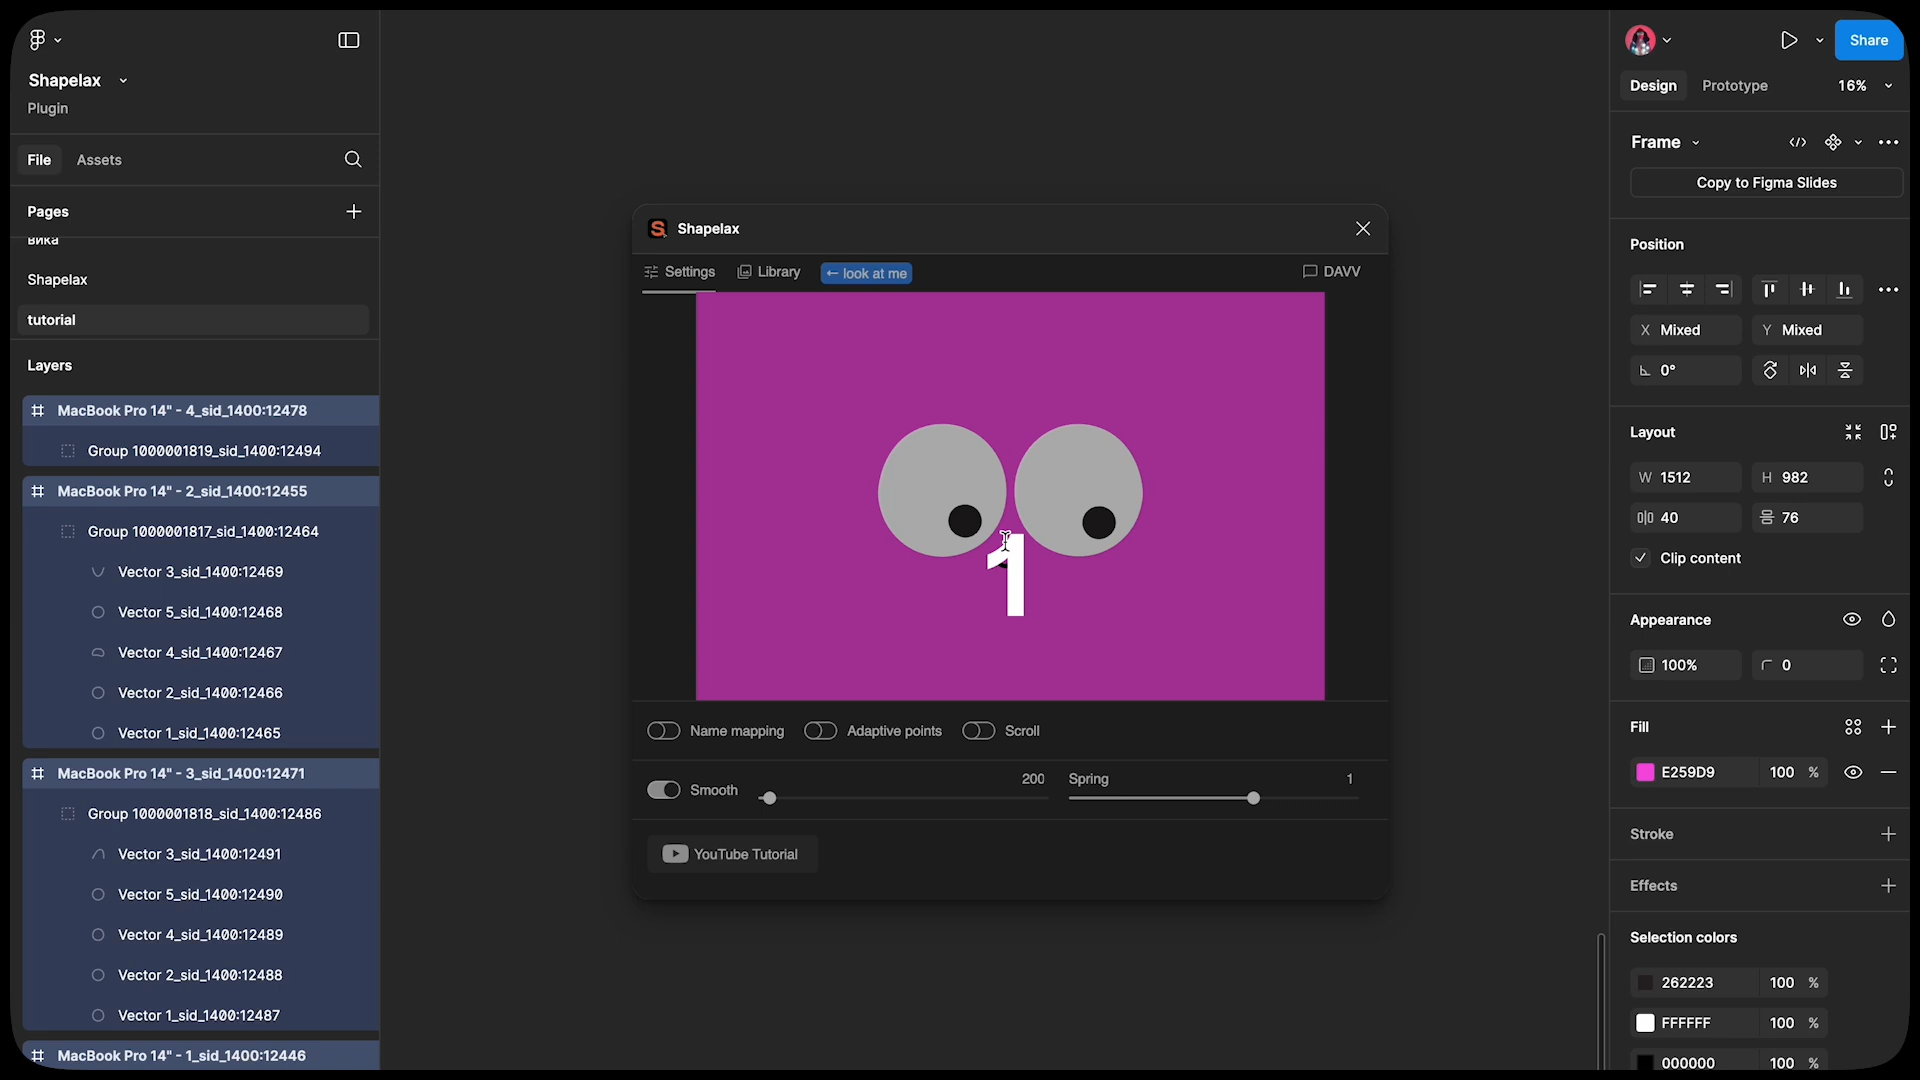 Shapelax
Plugin
File
Assets
Pages
вика
Shapelax
tutorial
Layers
MacBook Pro 14" - 4_sid_1400:12478
Group 1000001819_sid_1400:12494
MacBook Pro 14" - 2_sid_1400:12455
Group 1000001817_sid_1400:12464
Vector 3_sid_1400:12469
Vector 5_sid_1400:12468
Vector 4_sid_1400:12467
Vector 2_sid_1400:12466
Vector 1_sid_1400:12465
MacBook Pro 14" - 3_sid_1400:12471
Group 1000001818_sid_1400:12486
Vector 3_sid_1400:12491
Vector 5_sid_1400:12490
Vector 4_sid_1400:12489
Vector 2_sid_1400:12488
Vector 1_sid_1400:12487
MacBook Pro 14" - 1_sid_1400:12446
S Shapelax
Settings
Library
← look at me
DAVV
1
Name mapping
Adaptive points
Scroll
Smooth
200
Spring
1
YouTube Tutorial
Share
Design
Prototype
16%
Frame
Copy to Figma Slides
Position
X Mixed
Y Mixed
0°
Layout
W 1512
H 982
40
76
Clip content
Appearance
100%
0
Fill
E259D9 100 %
Stroke
Effects
Selection colors
262223 100 %
FFFFFF 100 %
000000 100 %